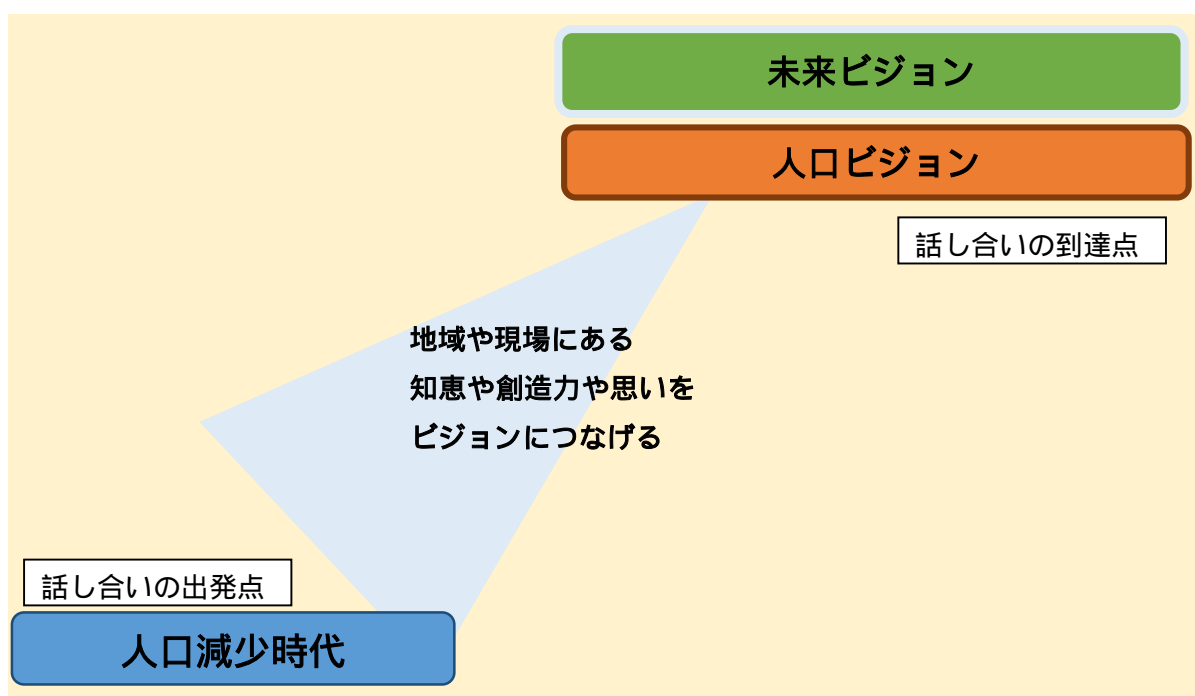 未来ビジョン
人口ビジョン
話し合いの到達点
地域や現場にある
知恵や創造力や思いを
ビジョンにつなげる
話し合いの出発点
人口減少時代